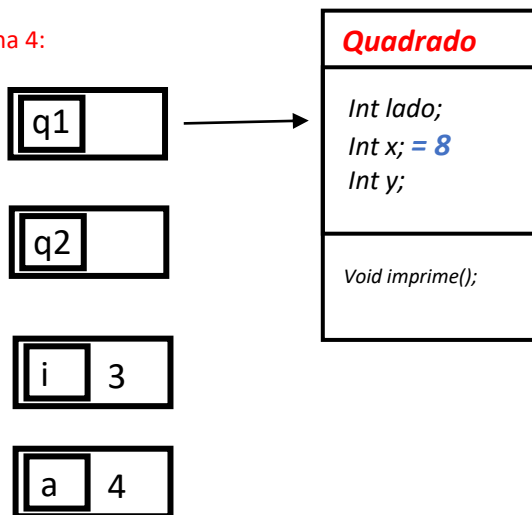 na 4:
Quadrado
q1
Int lado;
Int x; = 8
Int y;
q2
Void imprime();
i 3
a 4